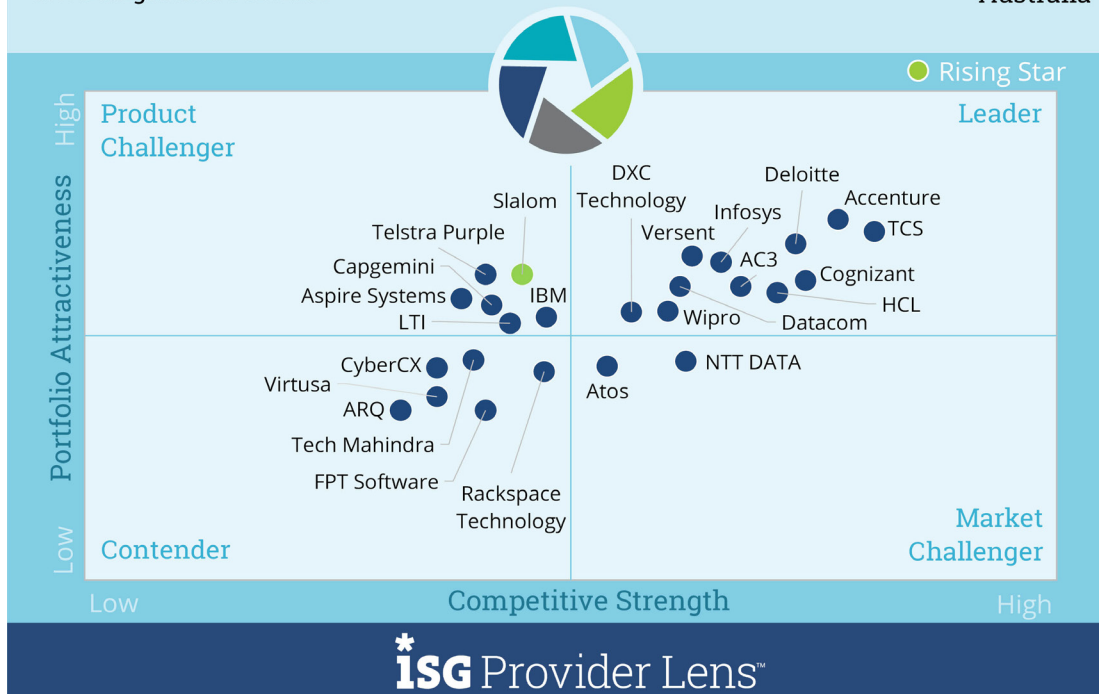 Rising Star
High
Product
Challenger
Leader
DXC
Technology
Deloitte
Slalom
Infosys
Accenture
Telstra Purple
Versent
TCS
Capgemini
AC3
Aspire Systems
IBM
Cognizant
LTI
Wipro
Datacom
HCL
Portfolio Attractiveness
CyberCX
NTT DATA
Virtusa
Atos
ARQ
Tech Mahindra
FPT Software
Rackspace
Technology
Low
Contender
Market
Challenger
Low
Competitive Strength
High
ISG Provider Lens™